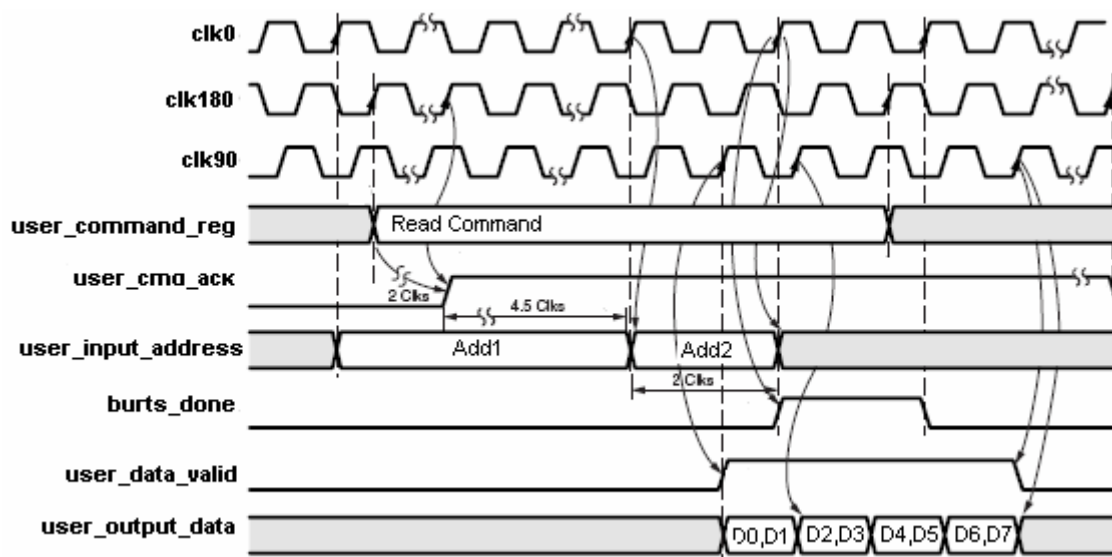 clk0
clk180
clk90
user_command_reg
Read Command
user_cmd_ack
2 Clks
4.5 Clks
user_input_address
Add1
Add2
2 Clks
burts_done
user_data_valid
user_output_data
D0,D1
D2,D3
D4,D5
D6,D7